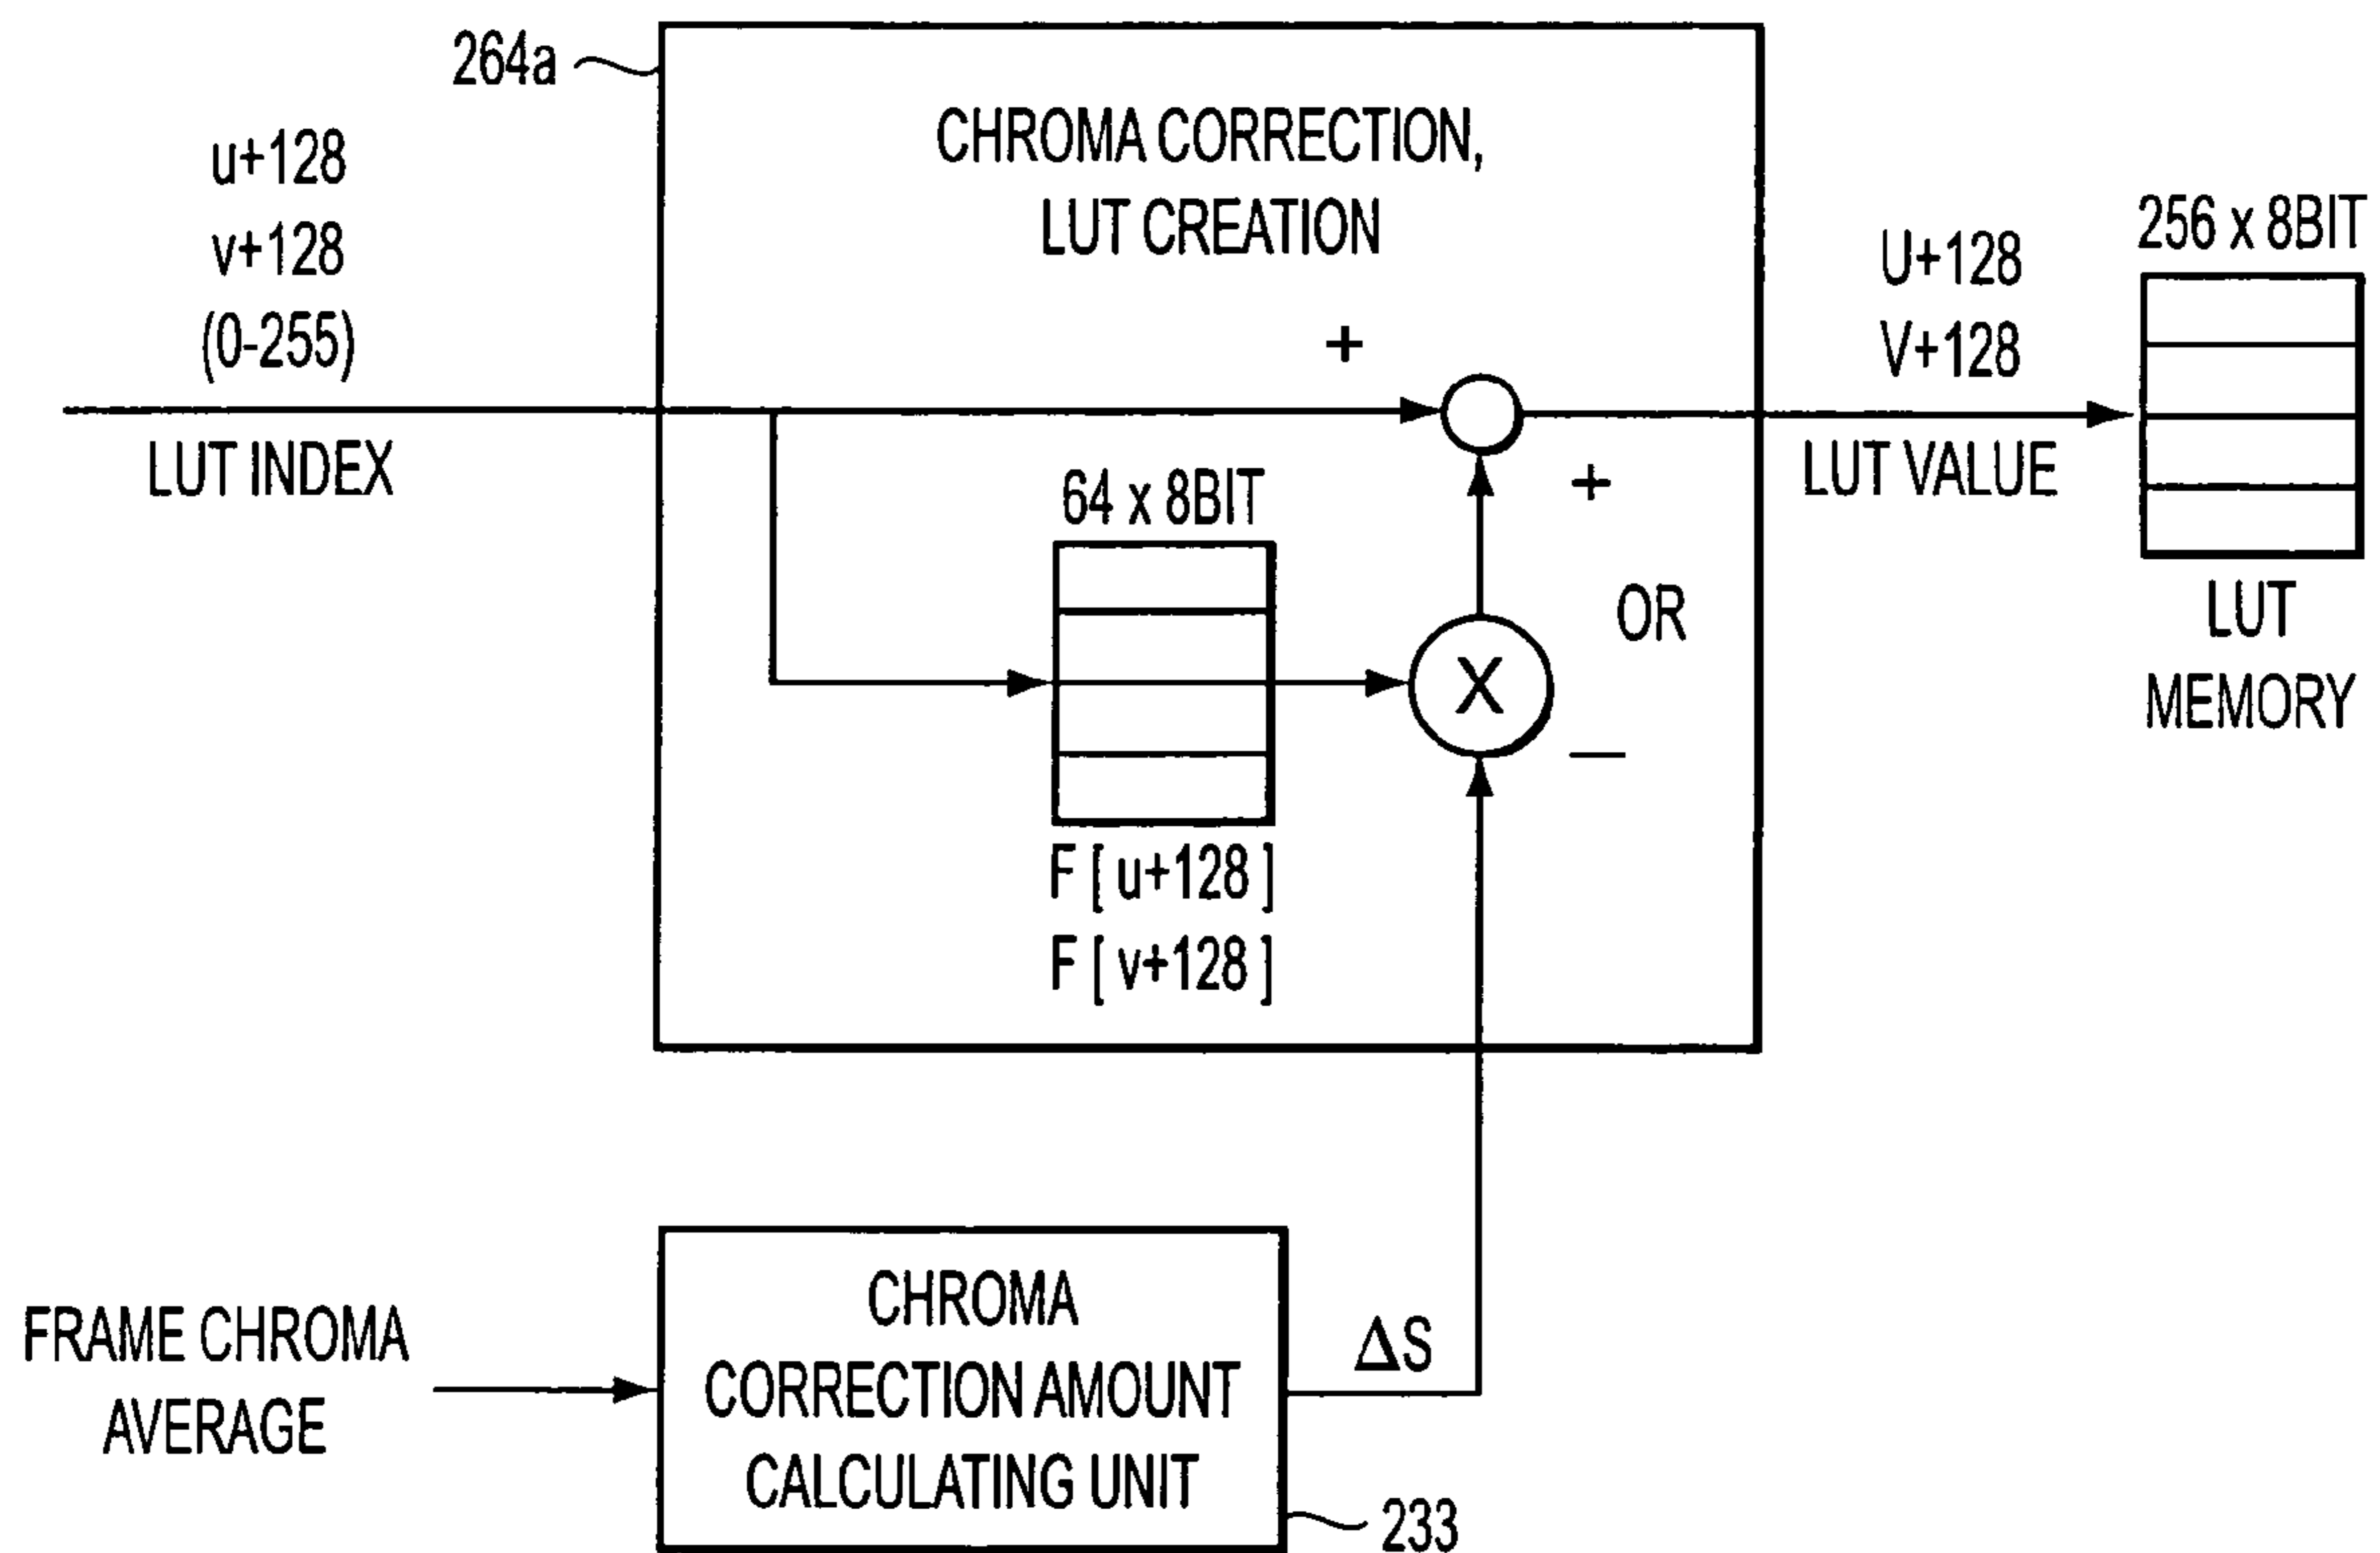 264a
CHROMA CORRECTION,
LUT CREATION
u+128
v+128
(0-255)
LUT INDEX
+
64 x 8BIT
F [ u+128 ]
F [ v+128 ]
X
+
OR
—
U+128
V+128
LUT VALUE
256 x 8BIT
LUT
MEMORY
FRAME CHROMA
AVERAGE
CHROMA
CORRECTION AMOUNT
CALCULATING UNIT
ΔS
233